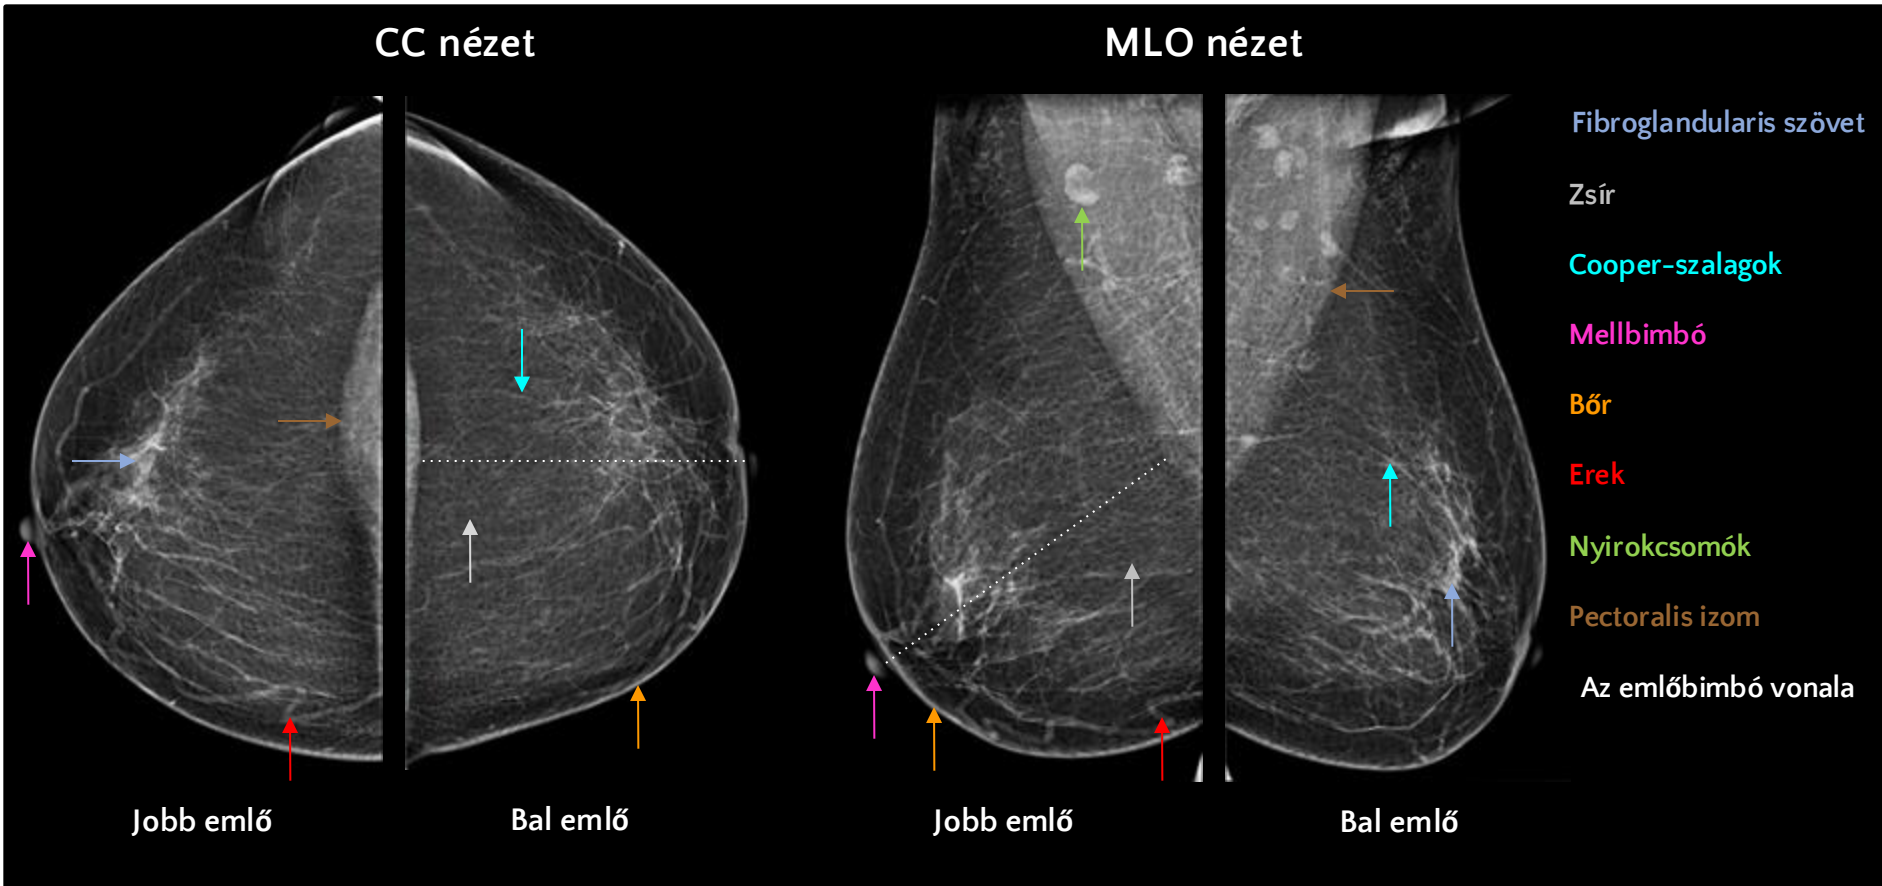 CC nézet
MLO nézet
Fibroglandularis szövet
Zsír
Cooper-szalagok
Mellbimbó
Bőr
Erek
Nyirokcsomók
Pectoralis izom
Az emlőbimbó vonala
Jobb emlő
Bal emlő
Jobb emlő
Bal emlő